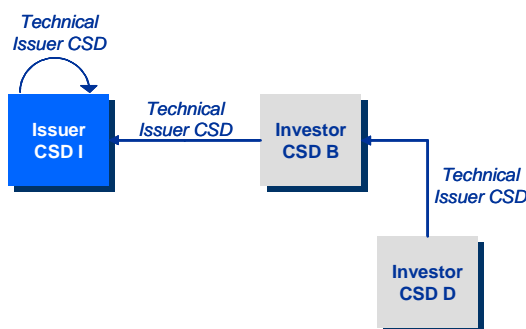 Technical
Issuer CSD
Issuer
CSD I
Technical
Issuer CSD
Investor
CSD B
Technical
Issuer CSD
Investor
CSD D